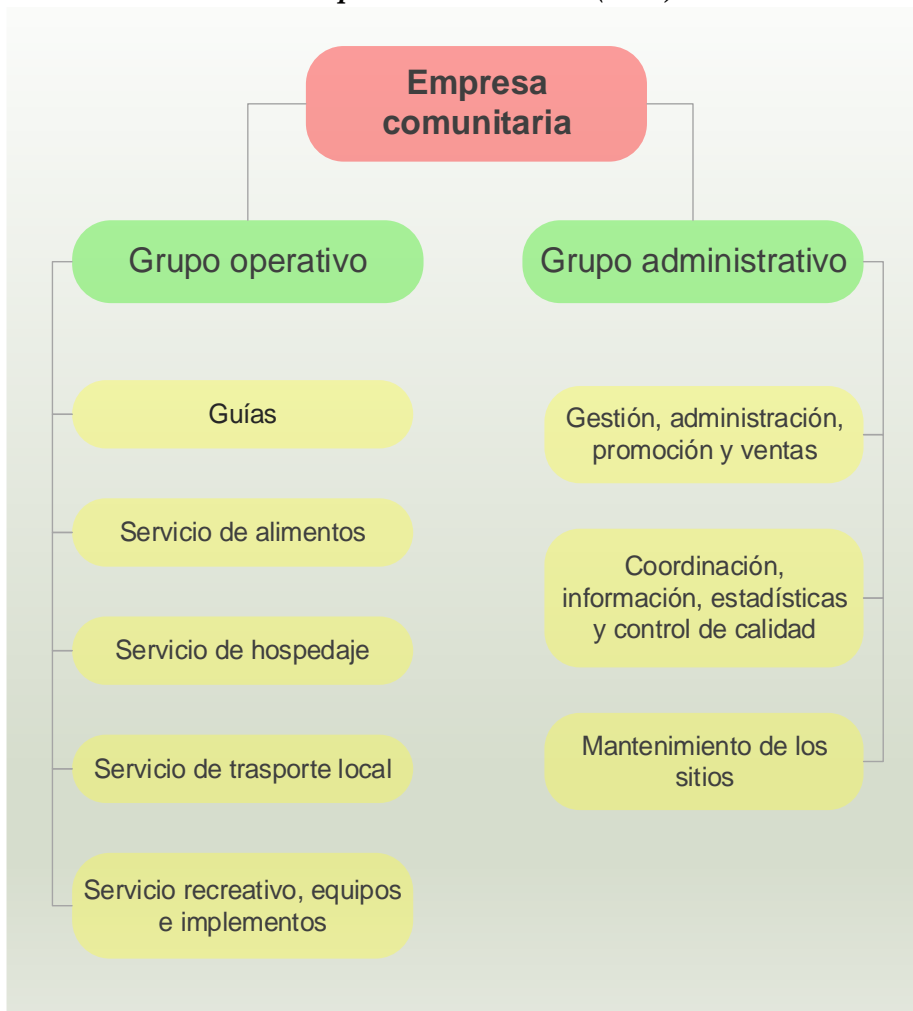 Empresa
comunitaria
Grupo operativo
Guías
Servicio de alimentos
Servicio de hospedaje
Servicio de trasporte local
Servicio recreativo, equipos
e implementos
Grupo administrativo
Gestión, administración,
promoción y ventas
Coordinación,
información, estadísticas
y control de calidad
Mantenimiento de los
sitios